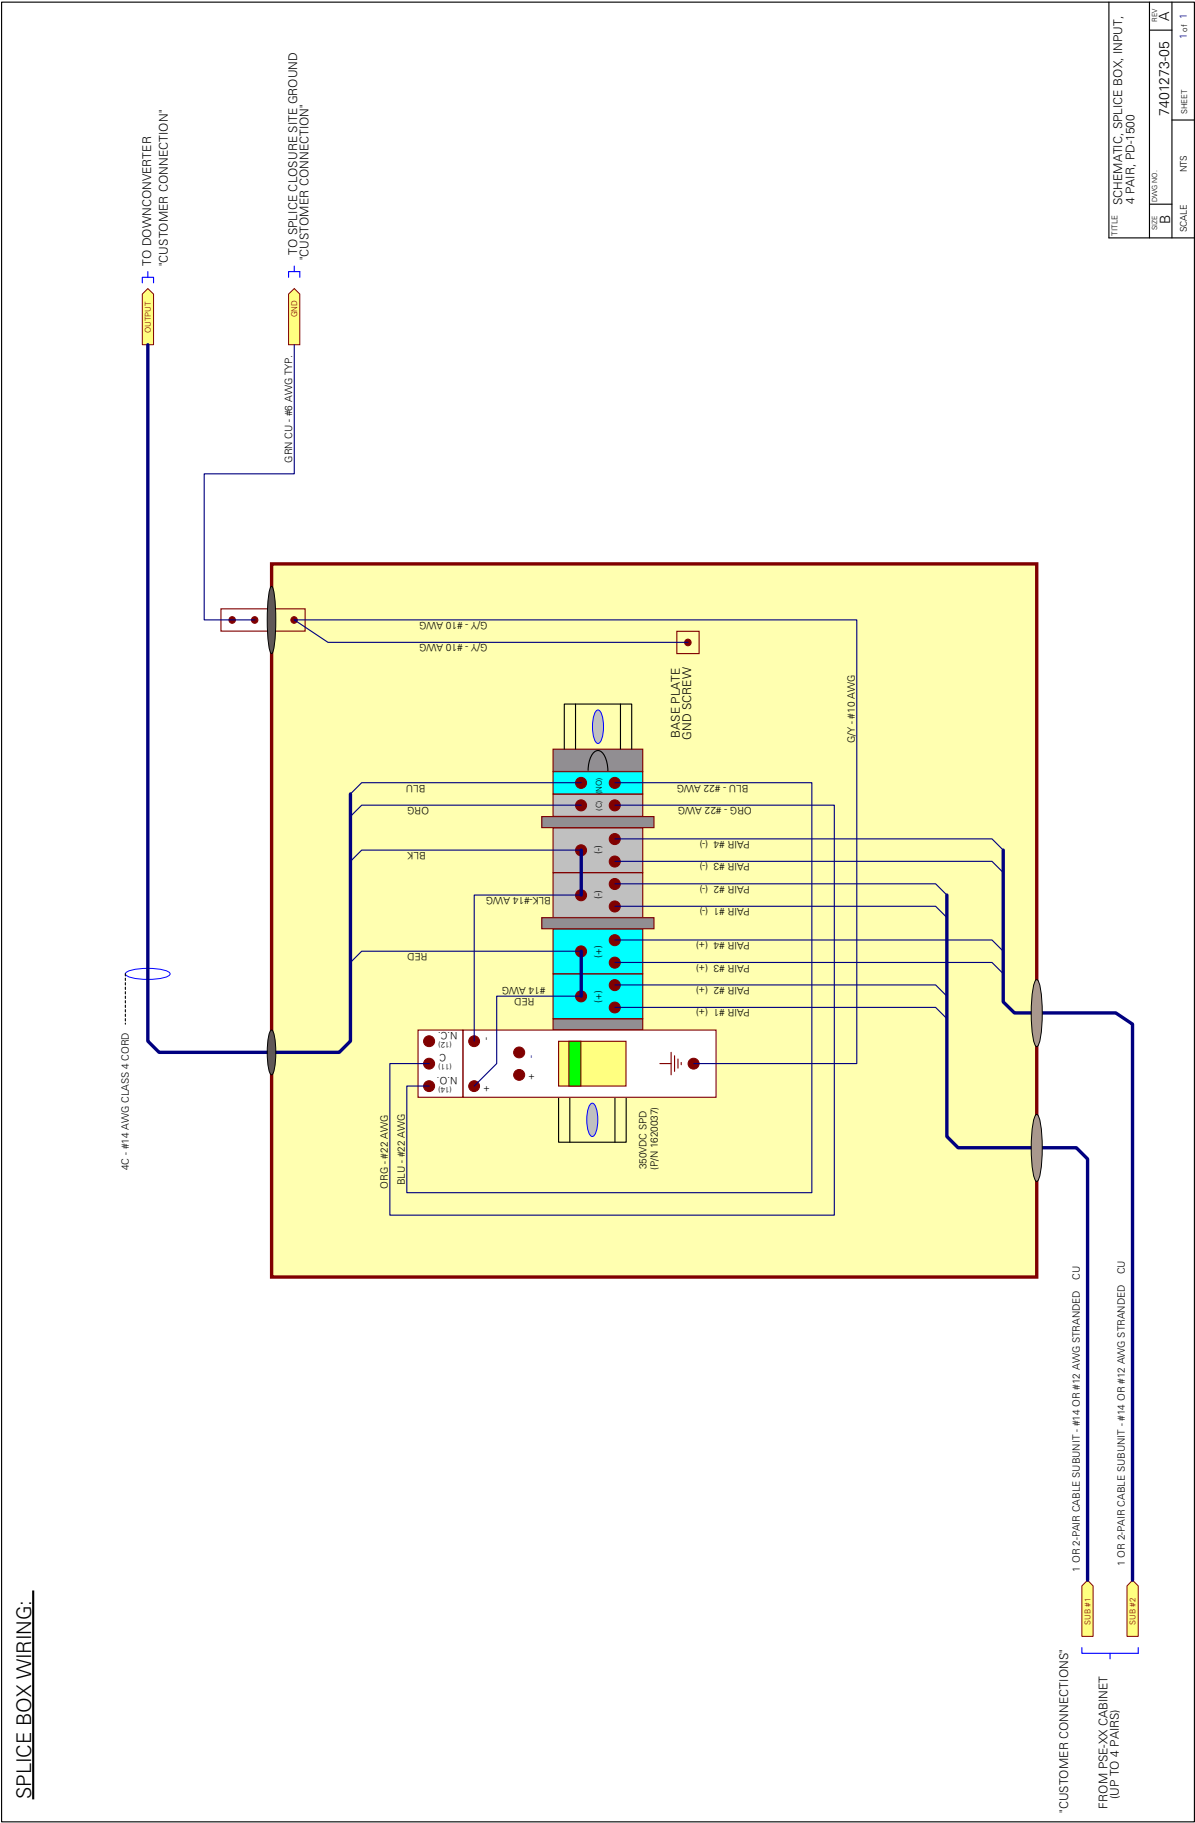 SPLICE BOX WIRING:
4C - #14 AWG CLASS 4 CORD
OUTPUT
TO DOWNCONVERTER
"CUSTOMER CONNECTION"
GRN CU - #6 AWG TYP.
GND
TO SPLICE CLOSURE SITE GROUND
"CUSTOMER CONNECTION"
G/Y - #10 AWG
G/Y - #10 AWG
BASE PLATE
GND SCREW
G/Y - #10 AWG
RED
BLK
ORG
BLU
ORG - #22 AWG
BLU - #22 AWG
N.O.
(14)
C
(11)
N.C.
(12)
+
-
+
-
350VDC SPD
(P/N 1620037)
RED
#14 AWG
BLK-#14 AWG
(+)
(+)
(-)
(-)
(C)
(NO)
BLU - #22 AWG
ORG - #22 AWG
PAIR #4 (-)
PAIR #3 (-)
PAIR #2 (-)
PAIR #1 (-)
PAIR #4 (+)
PAIR #3 (+)
PAIR #2 (+)
PAIR #1 (+)
"CUSTOMER CONNECTIONS"
FROM PSE-XX CABINET
(UP TO 4 PAIRS)
SUB #1
1 OR 2-PAIR CABLE SUBUNIT - #14 OR #12 AWG STRANDED CU
SUB #2
1 OR 2-PAIR CABLE SUBUNIT - #14 OR #12 AWG STRANDED CU
TITLE
SCHEMATIC, SPLICE BOX, INPUT,
4 PAIR, PD-1500
SIZE
B
DWG NO.
7401273-05
REV
A
SCALE NTS
SHEET 1 of 1